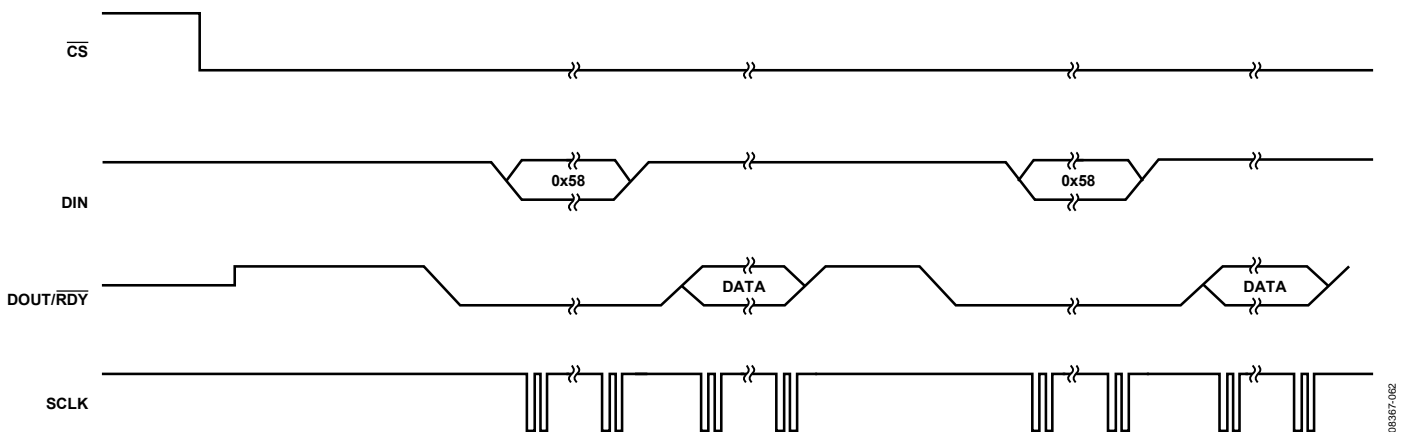 CS
DIN
0x58
0x58
DOUT/RDY
DATA
DATA
SCLK
08367-062